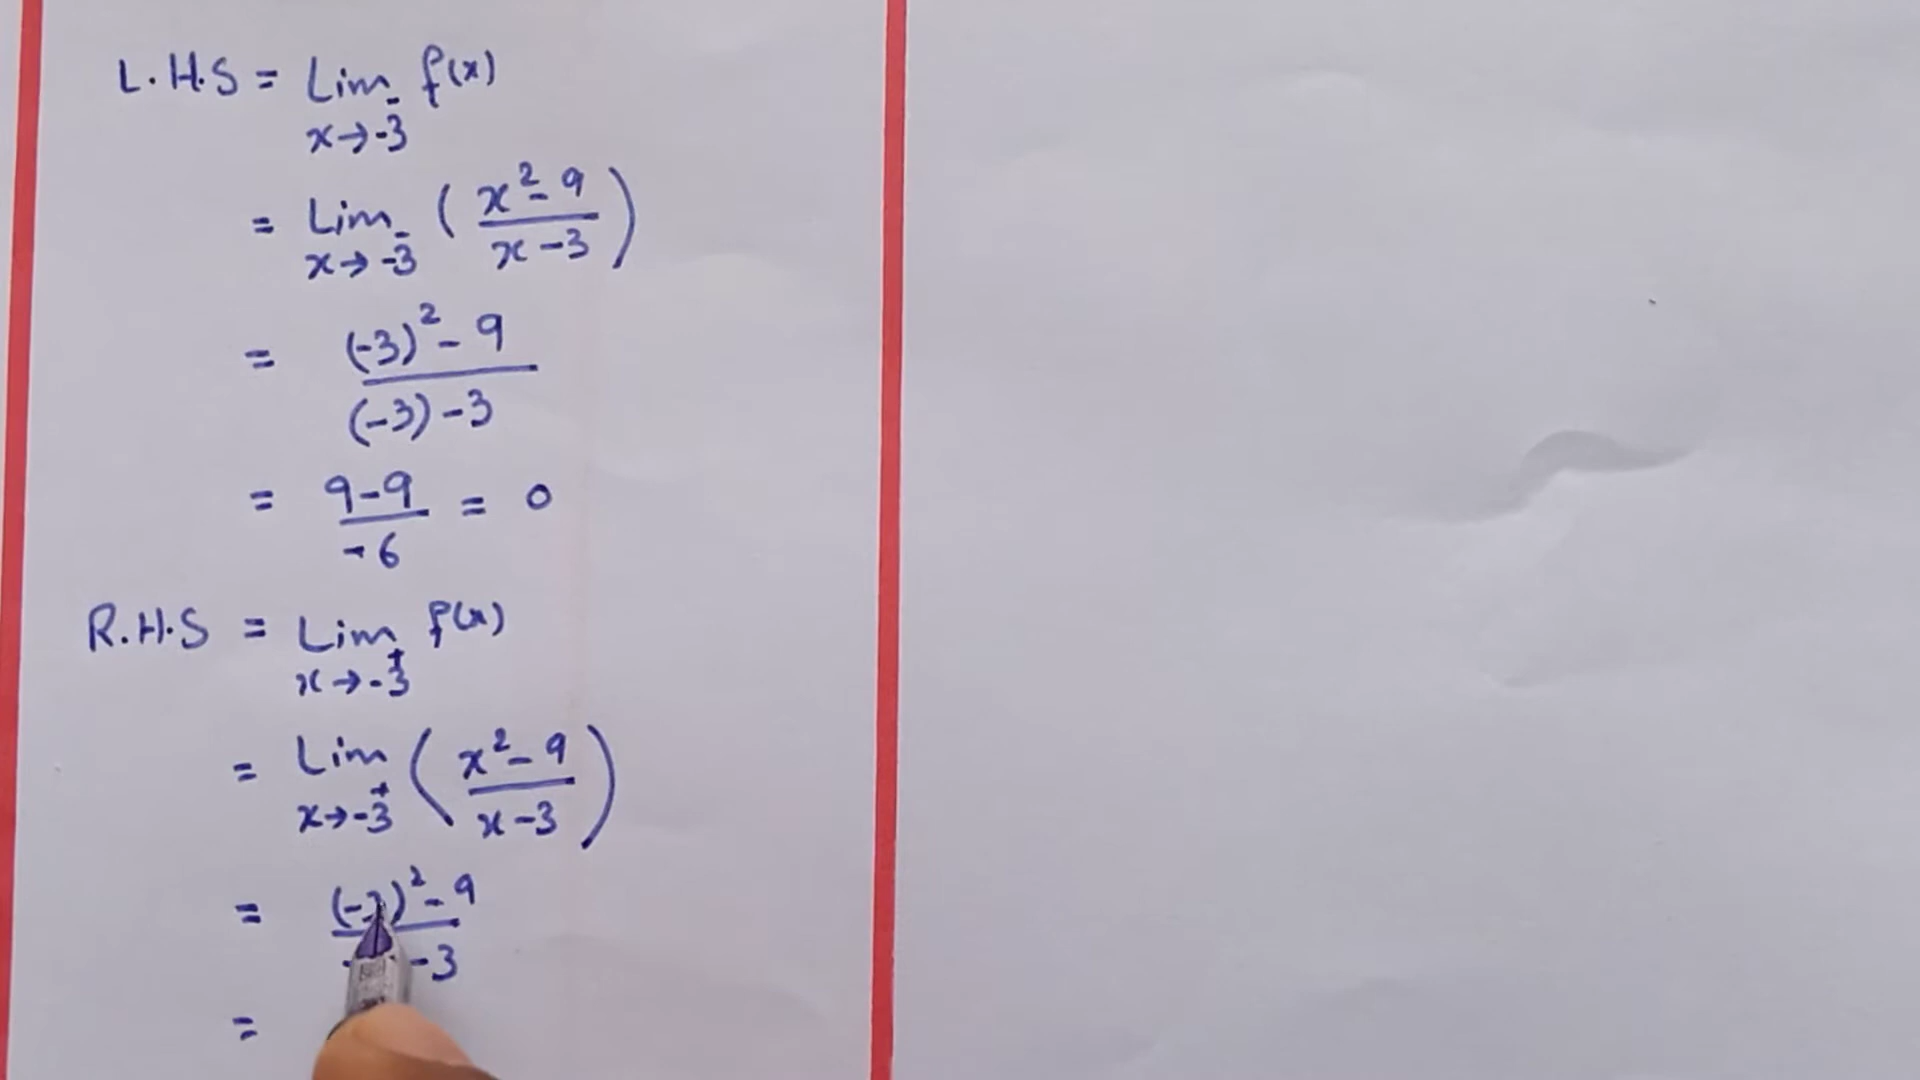 L.H.S = Lim f(x)
x→-3⁻
= Lim (x²-9 / x-3)
x→-3⁻
= (-3)²-9 / (-3)-3
= 9-9 / -6 = 0
R.H.S = Lim f(x)
x→-3⁺
= Lim (x²-9 / x-3)
x→-3⁺
= (-3)²-9 / - -3
=